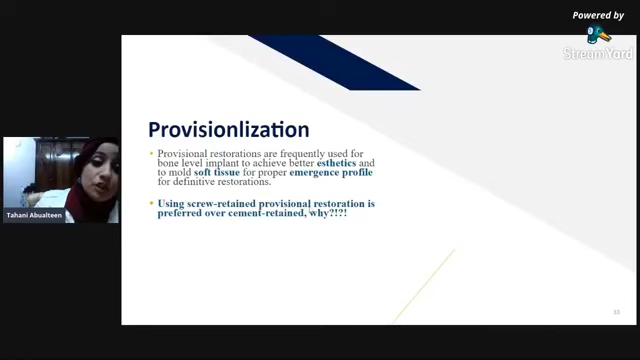 Powered by
StreamYard
Provisionlization
• Provisional restorations are frequently used for
bone level implant to achieve better esthetics and
to mold soft tissue for proper emergence profile
for definitive restorations.
• Using screw-retained provisional restoration is
preferred over cement-retained, why?!?!
Tahani Abualteen